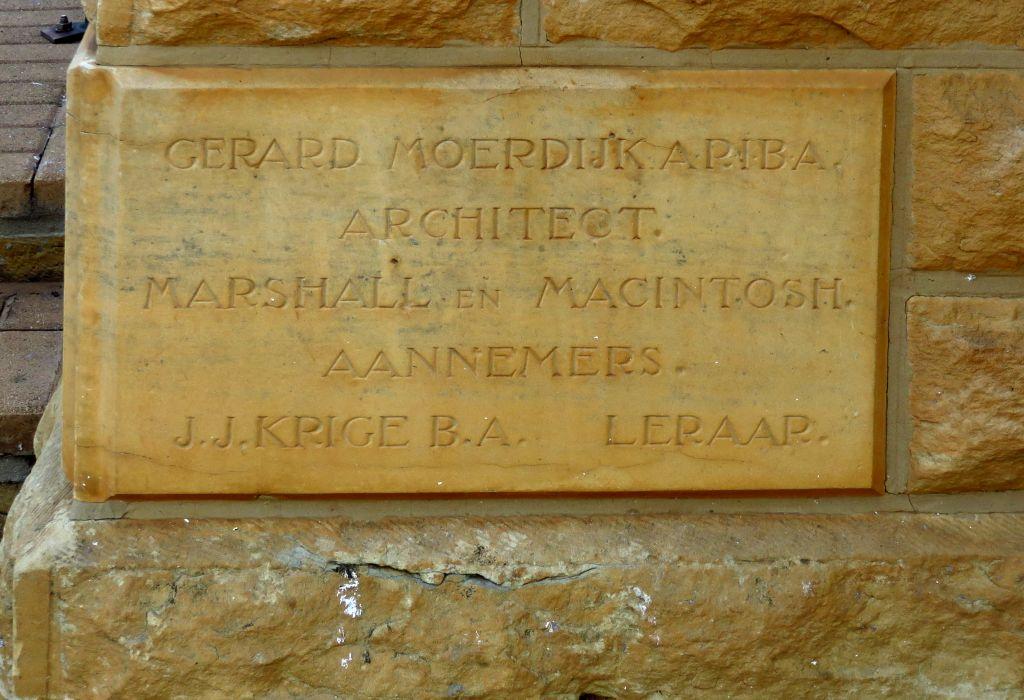 GERARD MOERDIJK.A.R.I.B.A.
ARCHITECT.
MARSHALL EN MACINTOSH.
AANNEMERS.
J.J.KRIGE B.A. LERAAR.